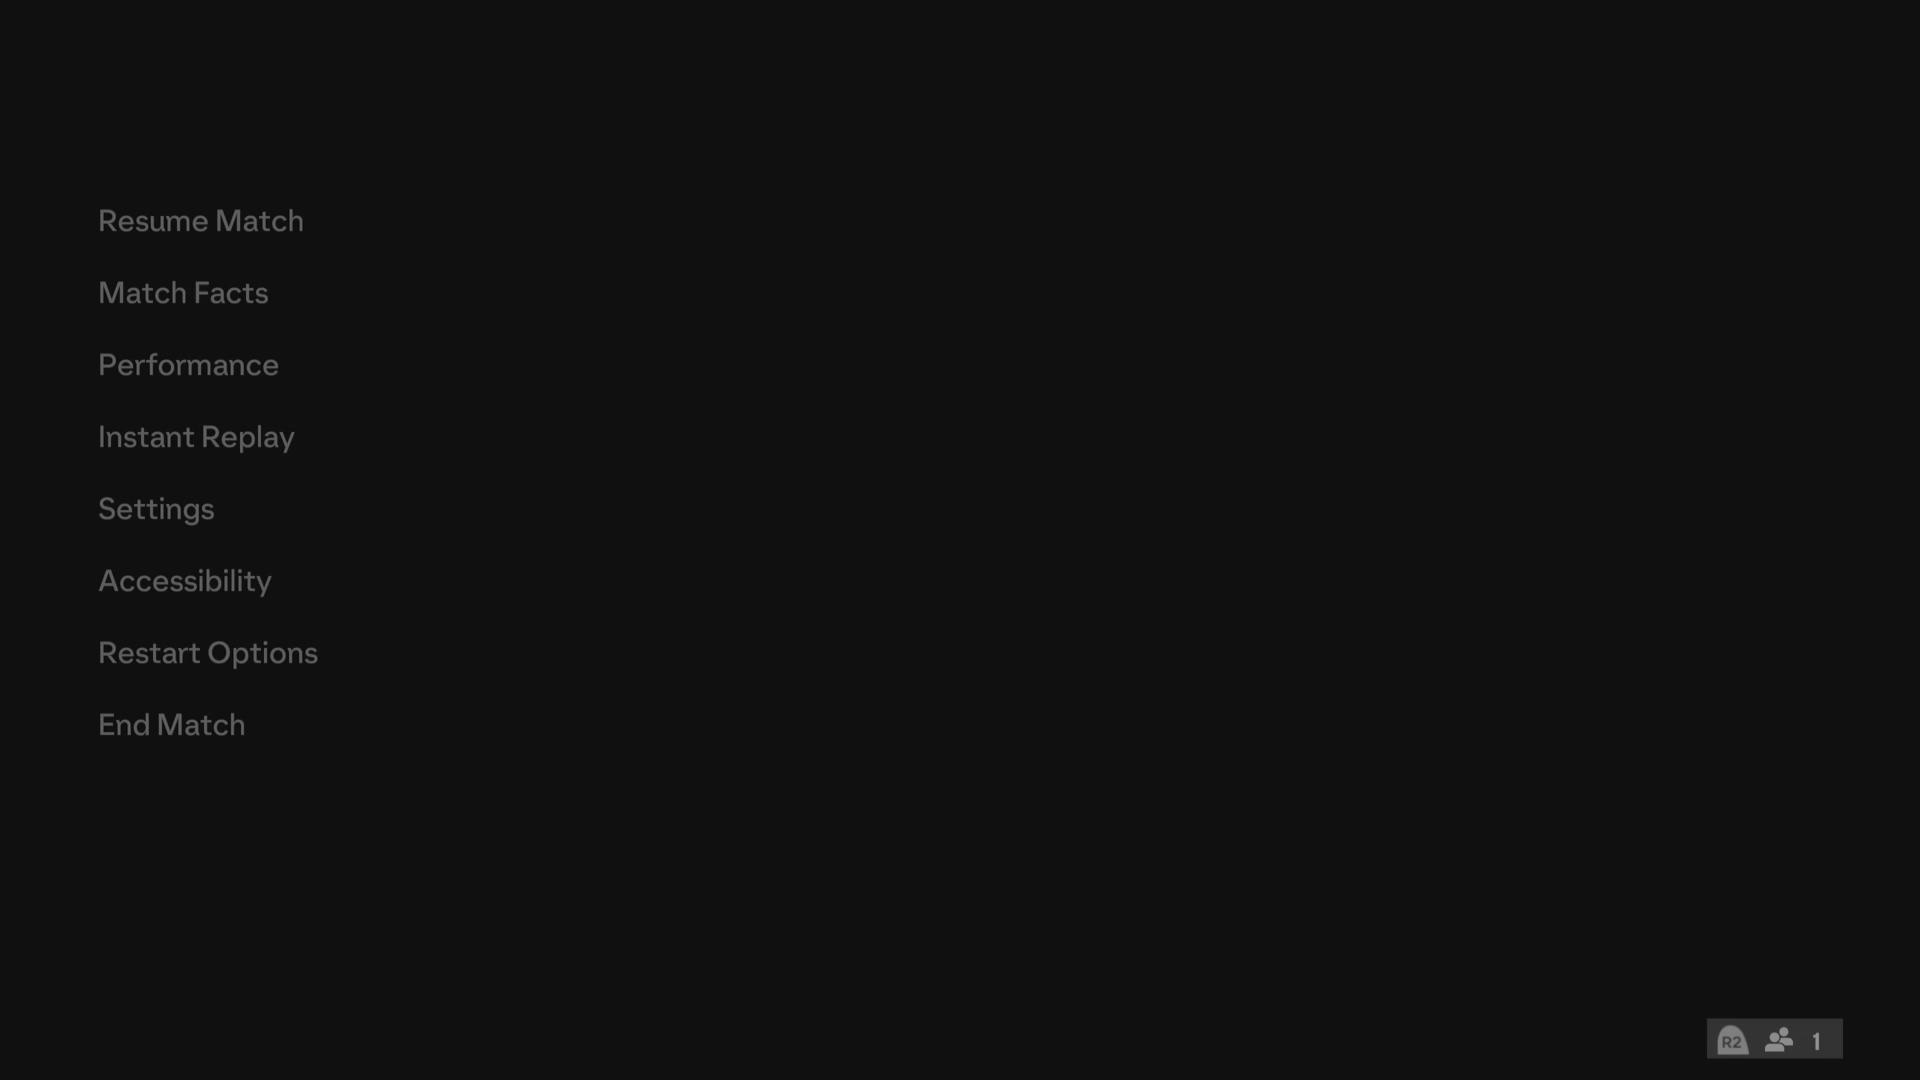 Resume Match
Match Facts
Performance
Instant Replay
Settings
Accessibility
Restart Options
End Match
R2 1